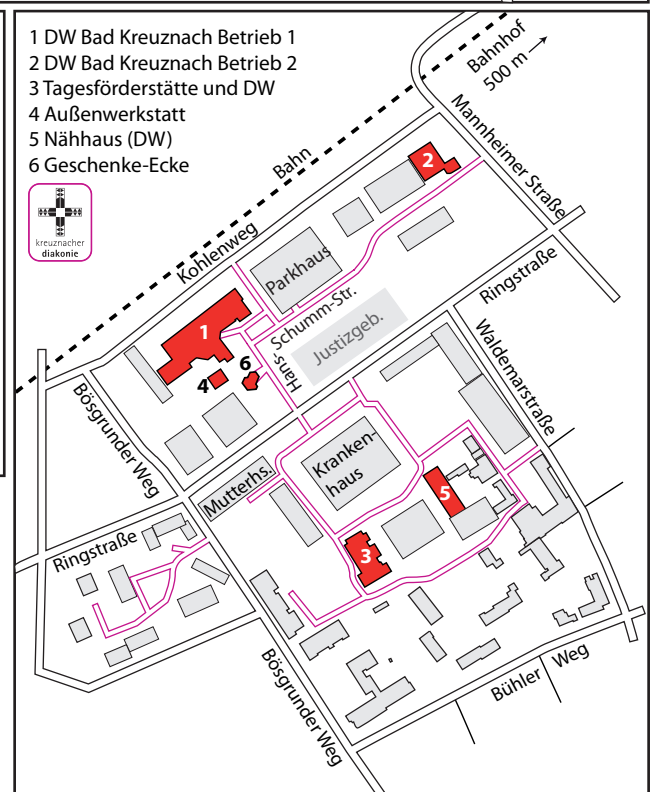 1 DW Bad Kreuznach Betrieb 1
2 DW Bad Kreuznach Betrieb 2
3 Tagesförderstätte und DW
4 Außenwerkstatt
5 Nähhaus (DW)
6 Geschenke-Ecke
kreuznacher
diakonie
Bahnhof
500 m
Bahn
Mannheimer Straße
2
Kohlenweg
Parkhaus
Ringstraße
1
Hans-
Schumm-Str.
Justizgeb.
6
4
Waldemarstraße
Bösgrunder Weg
Kranken-
haus
Mutterhs.
5
Ringstraße
3
Bösgrunder Weg
Bühler Weg